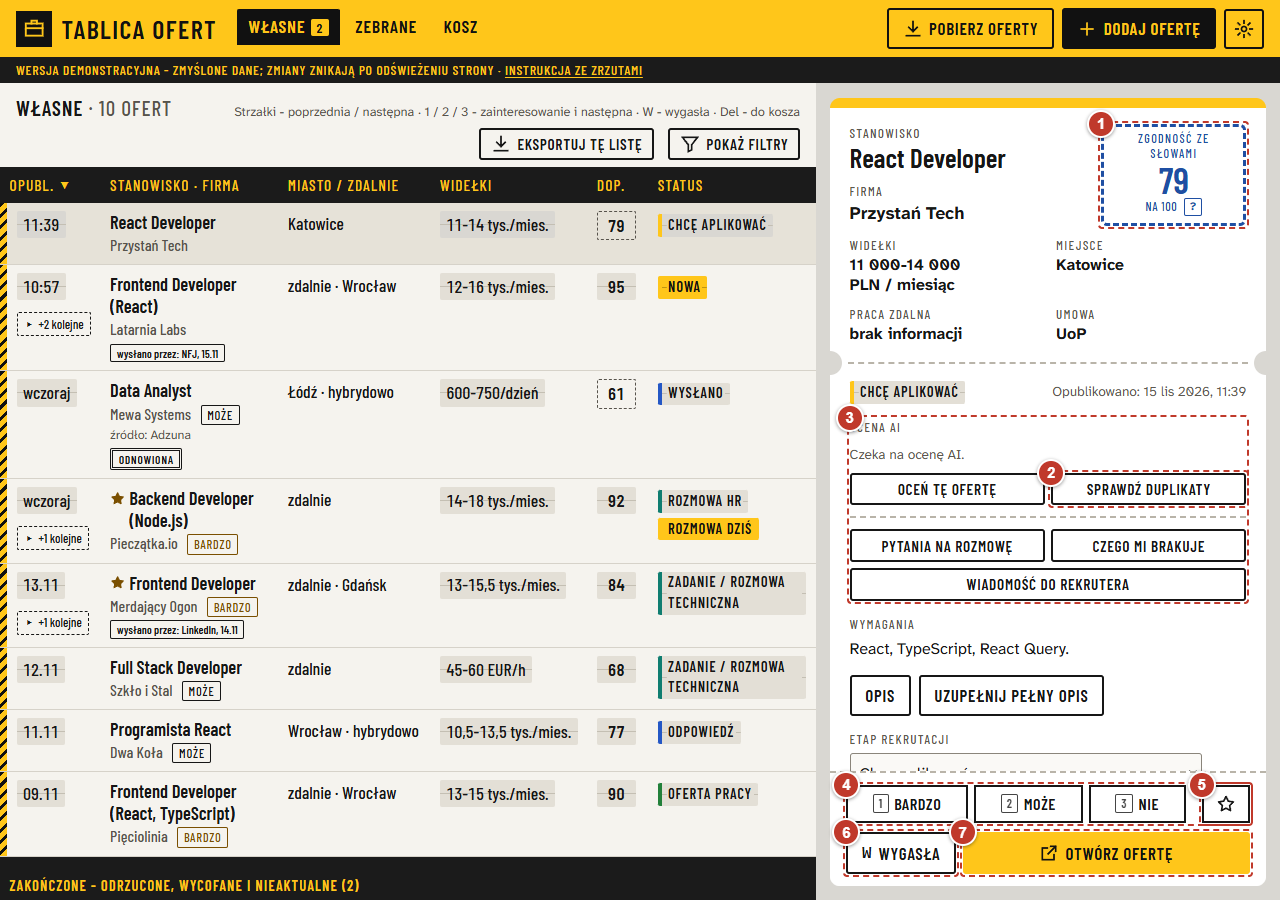 TABLICA OFERT
WŁASNE 2
ZEBRANE
KOSZ
POBIERZ OFERTY
DODAJ OFERTĘ
WERSJA DEMONSTRACYJNA - ZMYŚLONE DANE; ZMIANY ZNIKAJĄ PO ODŚWIEŻENIU STRONY · INSTRUKCJA ZE ZRZUTAMI
WŁASNE · 10 OFERT
Strzałki - poprzednia / następna · 1 / 2 / 3 - zainteresowanie i następna · W - wygasła · Del - do kosza
EKSPORTUJ TĘ LISTĘ
POKAŻ FILTRY
OPUBL. ▼ STANOWISKO · FIRMA MIASTO / ZDALNIE WIDEŁKI DOP. STATUS
11:39 React Developer Katowice 11-14 tys./mies. 79 CHCĘ APLIKOWAĆ
Przystań Tech
10:57 Frontend Developer zdalnie · Wrocław 12-16 tys./mies. 95 NOWA
(React)
+2 kolejne
Latarnia Labs
wysłano przez: NFJ, 15.11
wczoraj Data Analyst Łódź · hybrydowo 600-750/dzień 61 WYSŁANO
Mewa Systems MOŻE
źródło: Adzuna
ODNOWIONA
wczoraj Backend Developer zdalnie 14-18 tys./mies. 92 ROZMOWA HR
(Node.js) ROZMOWA DZIŚ
+1 kolejne
Pieczątka.io BARDZO
13.11 Frontend Developer zdalnie · Gdańsk 13-15,5 tys./mies. 84 ZADANIE / ROZMOWA
TECHNICZNA
Merdający Ogon BARDZO
+1 kolejne
wysłano przez: LinkedIn, 14.11
12.11 Full Stack Developer zdalnie 45-60 EUR/h 68 ZADANIE / ROZMOWA
TECHNICZNA
Szkło i Stal MOŻE
11.11 Programista React Wrocław · hybrydowo 10,5-13,5 tys./mies. 77 ODPOWIEDŹ
Dwa Koła MOŻE
09.11 Frontend Developer zdalnie · Wrocław 13-15 tys./mies. 90 OFERTA PRACY
(React, TypeScript)
Pięciolinia BARDZO
ZAKOŃCZONE - ODRZUCONE, WYCOFANE I NIEAKTUALNE (2)
STANOWISKO
React Developer
FIRMA
Przystań Tech
1
ZGODNOŚĆ ZE
SŁOWAMI
79
NA 100 ?
WIDEŁKI
11 000-14 000
PLN / miesiąc
MIEJSCE
Katowice
PRACA ZDALNA
brak informacji
UMOWA
UoP
CHCĘ APLIKOWAĆ
Opublikowano: 15 lis 2026, 11:39
3
Czeka na ocenę AI.
2
OCEŃ TĘ OFERTĘ
SPRAWDŹ DUPLIKATY
PYTANIA NA ROZMOWĘ
CZEGO MI BRAKUJE
WIADOMOŚĆ DO REKRUTERA
WYMAGANIA
React, TypeScript, React Query.
OPIS
UZUPEŁNIJ PEŁNY OPIS
ETAP REKRUTACJI
4
1 BARDZO
2 MOŻE
3 NIE
5
6
W WYGASŁA
7
OTWÓRZ OFERTĘ